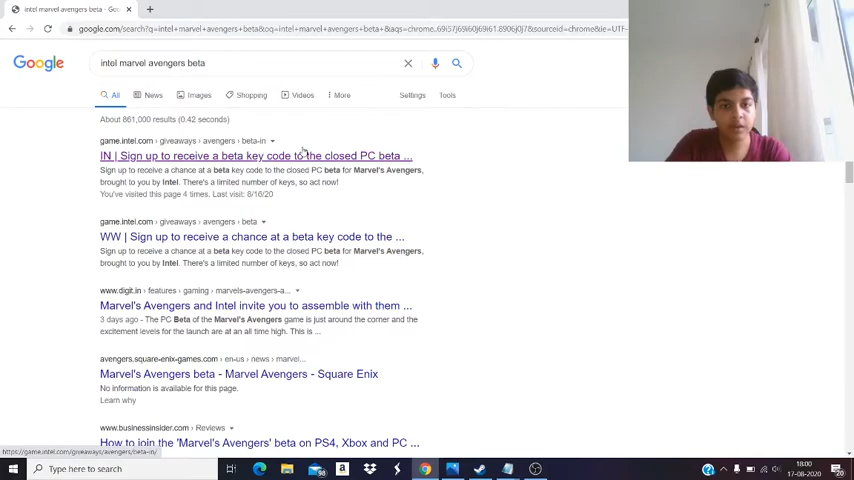 intel marvel avengers beta - Goo
google.com/search?q=intel+marvel+avengers+beta&oq=intel+marvel+avengers+beta+&aqs=chrome..69i57j69i60j69i61.8906j0j7&sourceid=chrome&ie=UTF-
Google
intel marvel avengers beta
All
News
Images
Shopping
Videos
More
Settings
Tools
About 861,000 results (0.42 seconds)
game.intel.com › giveaways › avengers › beta-in
IN | Sign up to receive a beta key code to the closed PC beta ...
Sign up to receive a chance at a beta key code to the closed PC beta for Marvel's Avengers,
brought to you by Intel. There's a limited number of keys, so act now!
You've visited this page 4 times. Last visit: 8/16/20
game.intel.com › giveaways › avengers › beta
WW | Sign up to receive a chance at a beta key code to the ...
Sign up to receive a chance at a beta key code to the closed PC beta for Marvel's Avengers,
brought to you by Intel. There's a limited number of keys, so act now!
www.digit.in › features › gaming › marvels-avengers-a...
Marvel's Avengers and Intel invite you to assemble with them ...
3 days ago - The PC Beta of the Marvel's Avengers game is just around the corner and the
excitement levels for the launch are at an all time high. This is ...
avengers.square-enix-games.com › en-us › news › marvel...
Marvel's Avengers beta - Marvel Avengers - Square Enix
No information is available for this page.
Learn why
www.businessinsider.com › Reviews
How to join the 'Marvel's Avengers' beta on PS4, Xbox and PC ...
https://game.intel.com/giveaways/avengers/beta-in/
Type here to search
98
18:00
17-08-2020
20